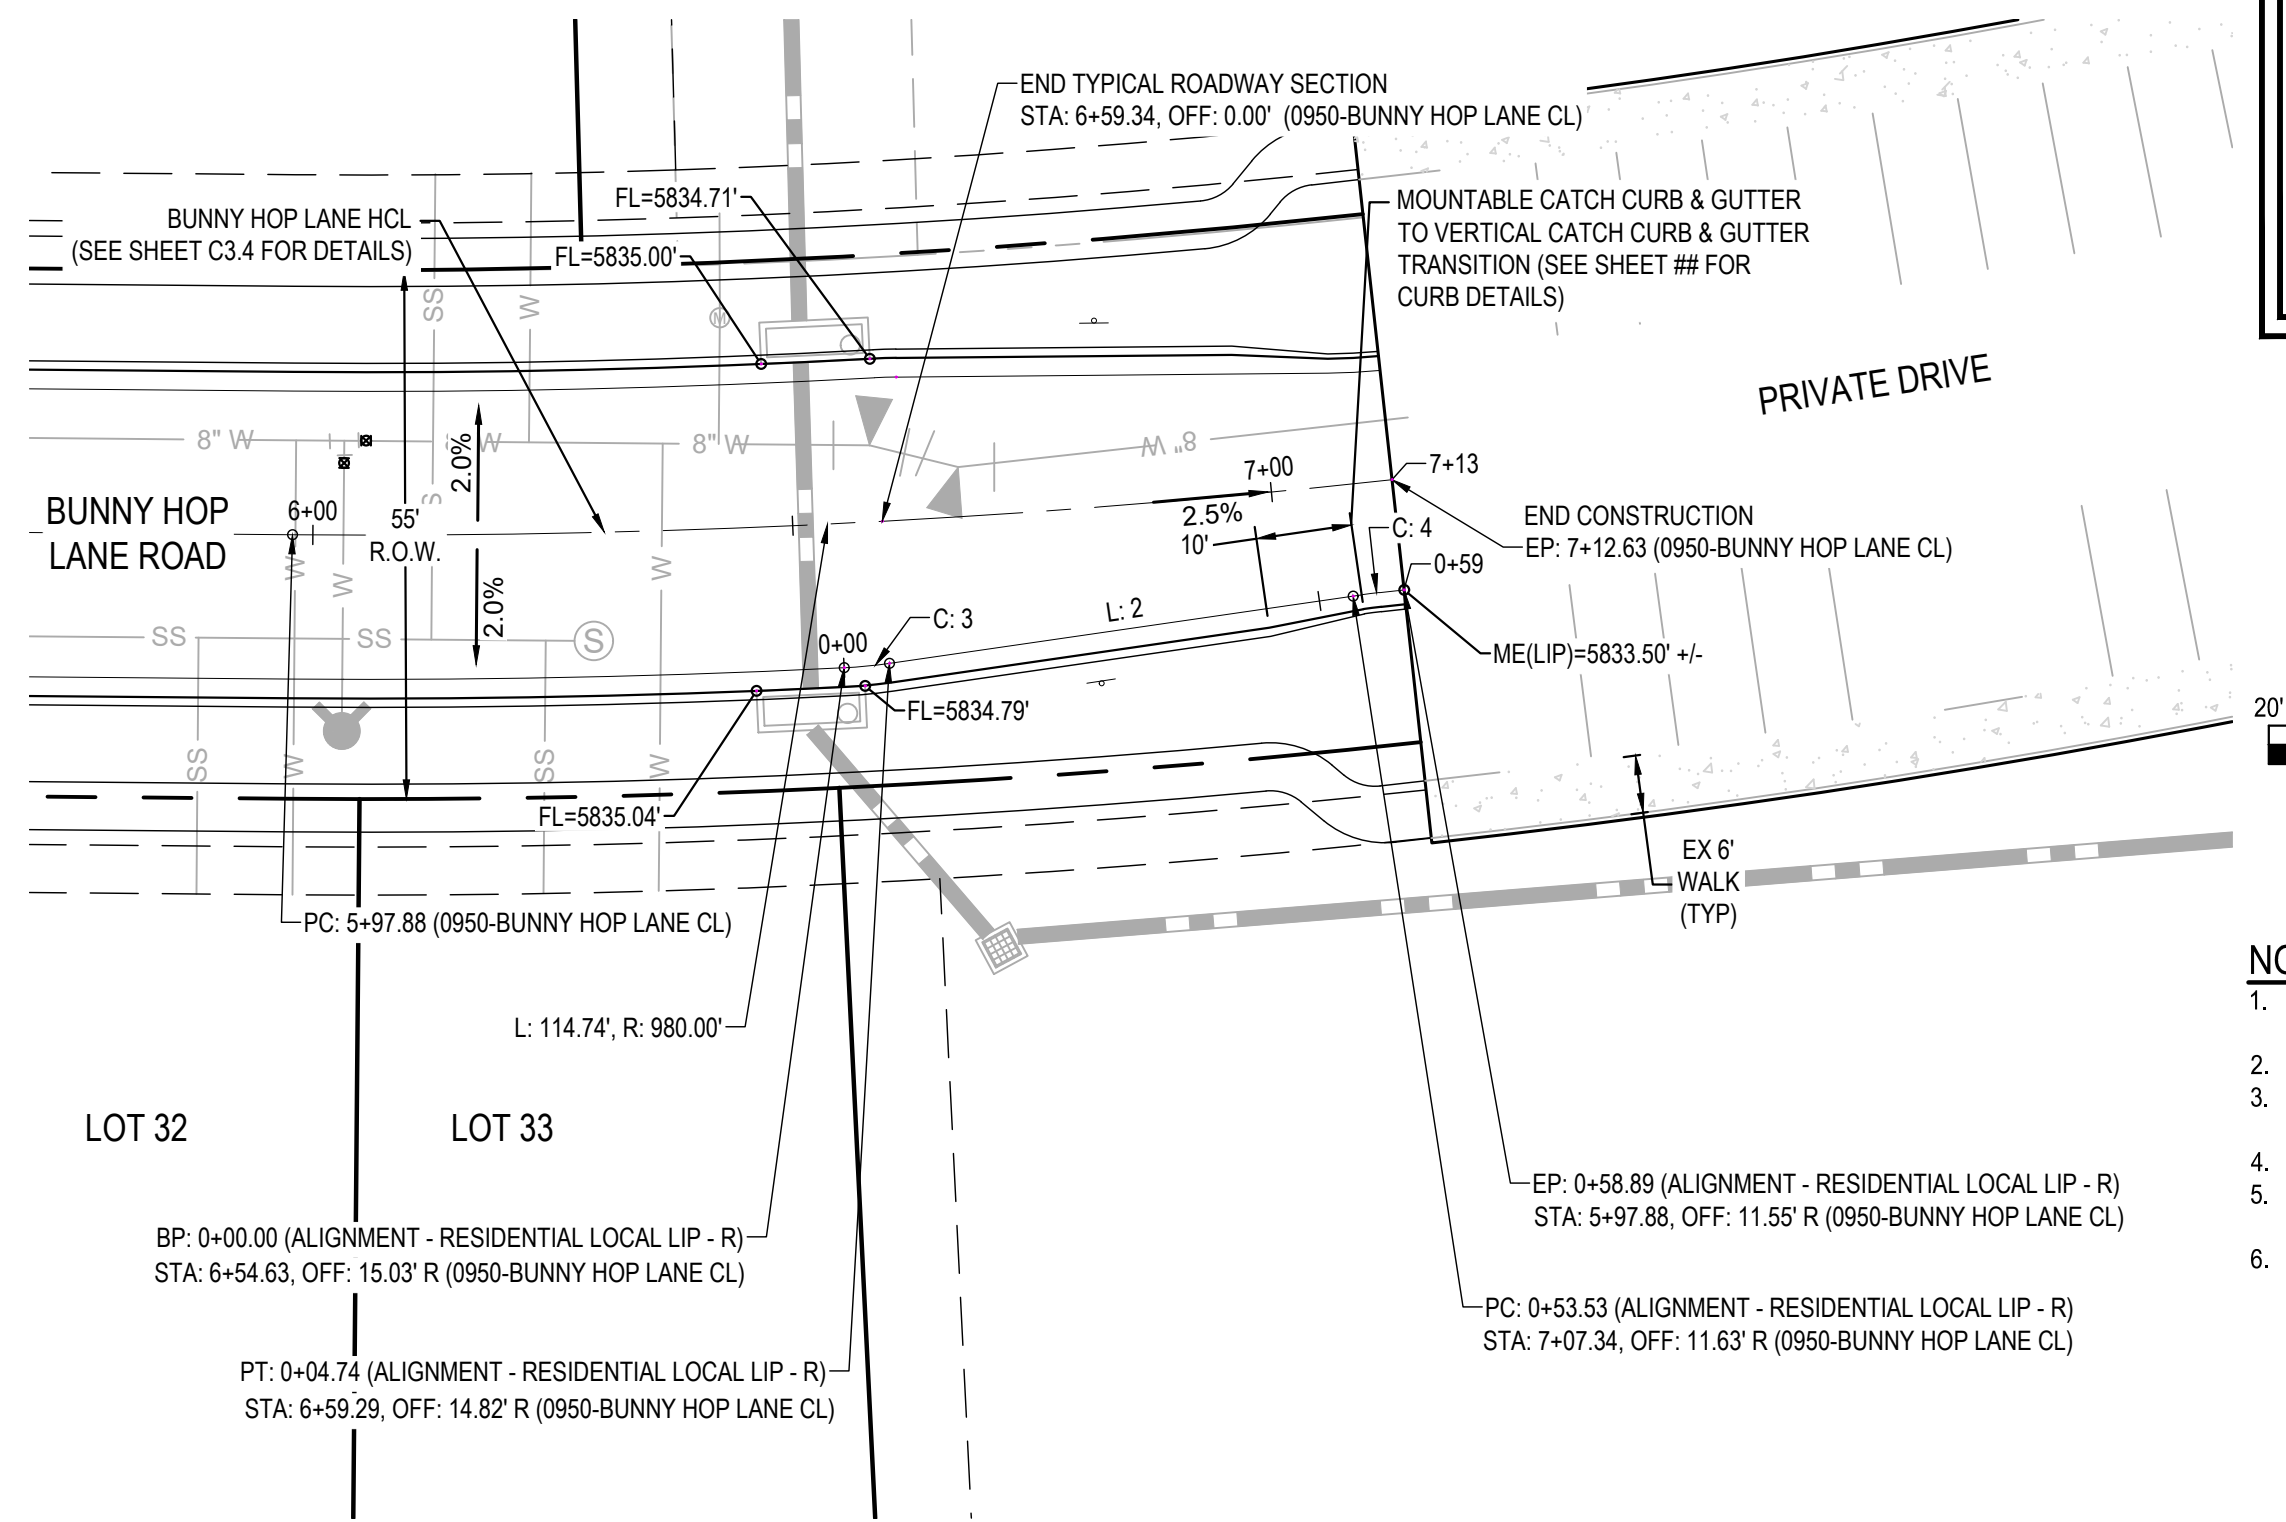 END TYPICAL ROADWAY SECTION
STA: 6+59.34, OFF: 0.00' (0950-BUNNY HOP LANE CL)
FL=5834.71'
BUNNY HOP LANE HCL
(SEE SHEET C3.4 FOR DETAILS)
FL=5835.00'
MOUNTABLE CATCH CURB & GUTTER
TO VERTICAL CATCH CURB & GUTTER
TRANSITION (SEE SHEET ## FOR
CURB DETAILS)
SS
W
M
PRIVATE DRIVE
8" W
W
8" W
8" W
2.0%
S
7+00
7+13
BUNNY HOP
LANE ROAD
6+00
55'
R.O.W.
2.5%
10'
C: 4
END CONSTRUCTION
EP: 7+12.63 (0950-BUNNY HOP LANE CL)
0+59
W
W
W
2.0%
L: 2
C: 3
0+00
SS
SS
S
ME(LIP)=5833.50' +/-
FL=5834.79'
20'
SS
W
SS
W
FL=5835.04'
EX 6'
WALK
(TYP)
PC: 5+97.88 (0950-BUNNY HOP LANE CL)
L: 114.74', R: 980.00'
1.
2.
3.
4.
5.
6.
LOT 32
LOT 33
EP: 0+58.89 (ALIGNMENT - RESIDENTIAL LOCAL LIP - R)
STA: 5+97.88, OFF: 11.55' R (0950-BUNNY HOP LANE CL)
BP: 0+00.00 (ALIGNMENT - RESIDENTIAL LOCAL LIP - R)
STA: 6+54.63, OFF: 15.03' R (0950-BUNNY HOP LANE CL)
PC: 0+53.53 (ALIGNMENT - RESIDENTIAL LOCAL LIP - R)
STA: 7+07.34, OFF: 11.63' R (0950-BUNNY HOP LANE CL)
PT: 0+04.74 (ALIGNMENT - RESIDENTIAL LOCAL LIP - R)
STA: 6+59.29, OFF: 14.82' R (0950-BUNNY HOP LANE CL)